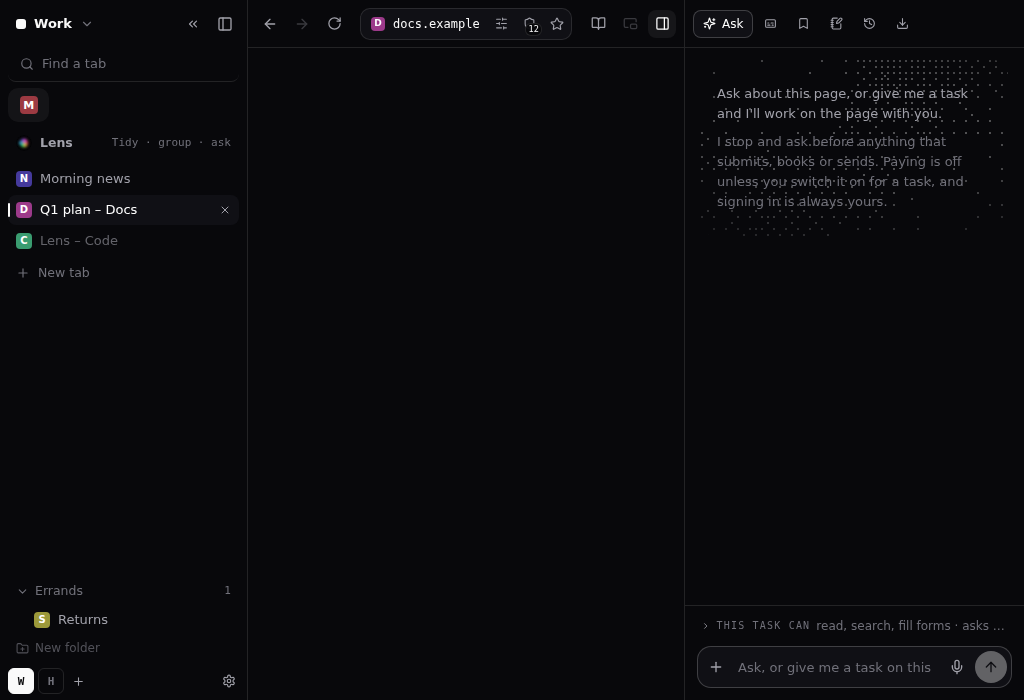 Work
Find a tab
M
Lens Tidy · group · ask
N Morning news
D Q1 plan – Docs
C Lens – Code
New tab
Errands 1
S Returns
New folder
W H
D docs.example 12
Ask
Ask about this page, or give me a task
and I'll work on the page with you.
I stop and ask before anything that
submits, books or sends. Paying is off
unless you switch it on for a task, and
signing in is always yours.
THIS TASK CAN read, search, fill forms · asks …
Ask, or give me a task on this